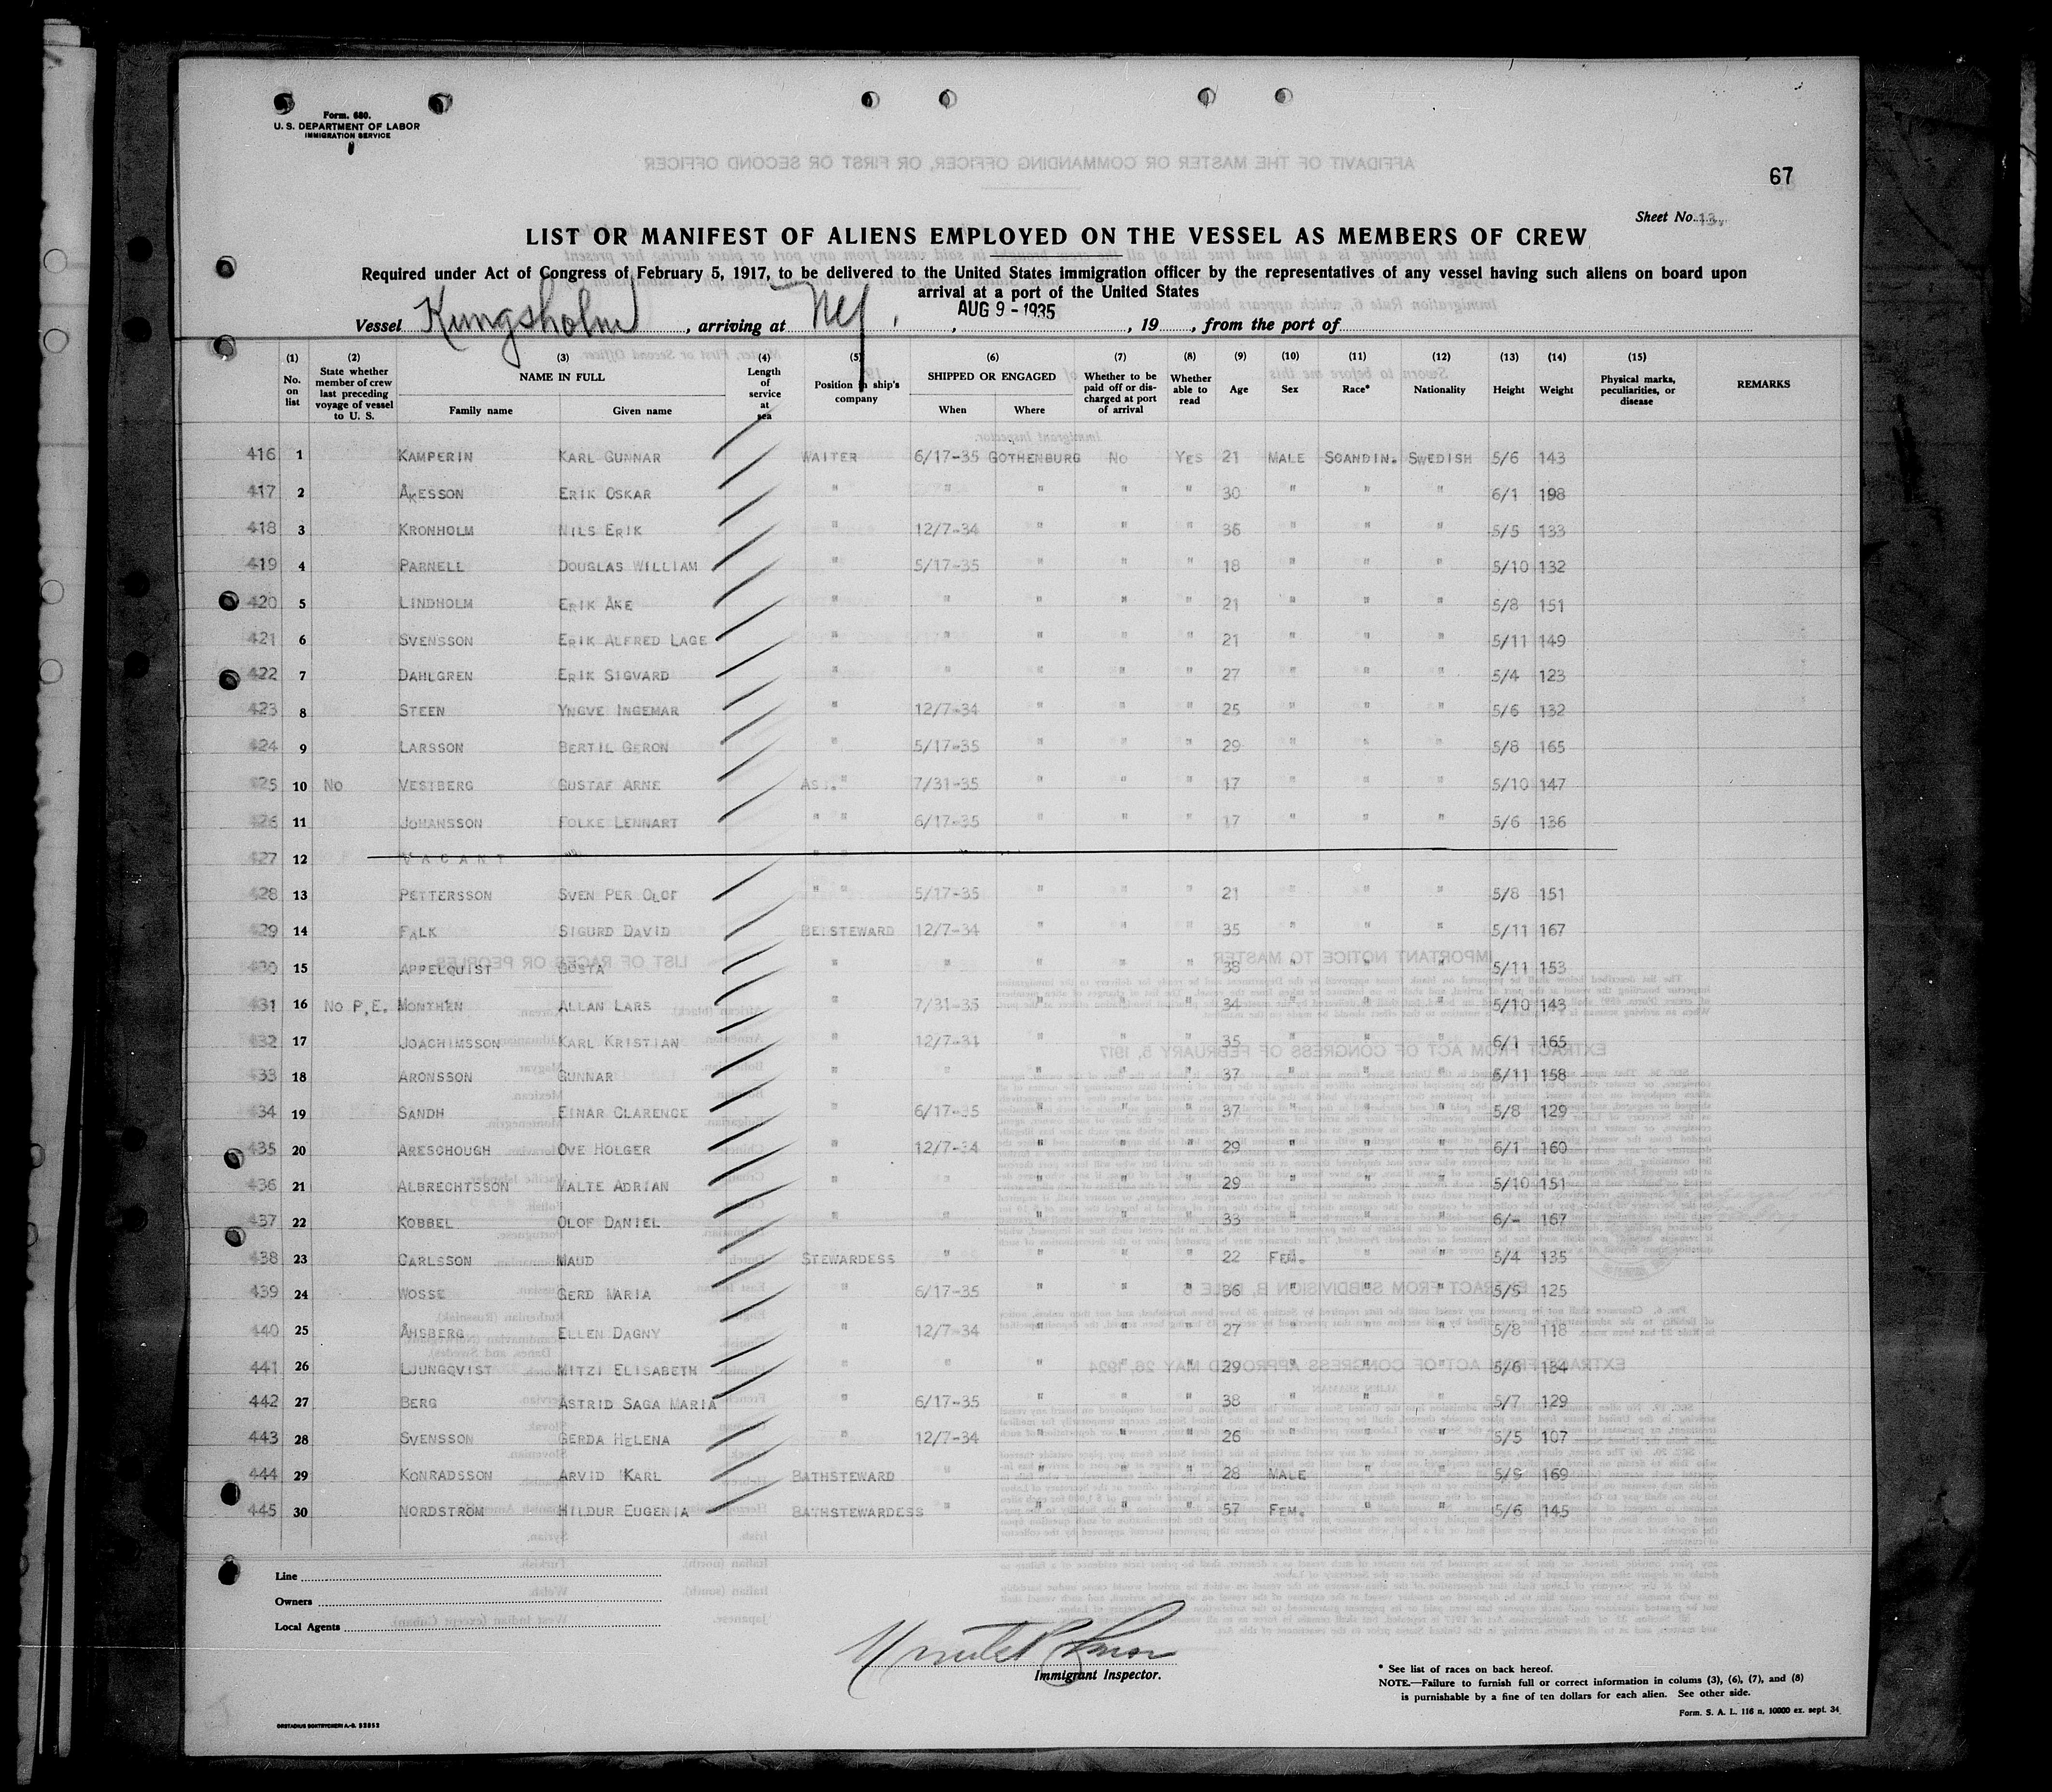 Form. 680.
U. S. DEPARTMENT OF LABOR
IMMIGRATION SERVICE
67
Sheet No. 13.
LIST OR MANIFEST OF ALIENS EMPLOYED ON THE VESSEL AS MEMBERS OF CREW
Required under Act of Congress of February 5, 1917, to be delivered to the United States immigration officer by the representatives of any vessel having such aliens on board upon
arrival at a port of the United States
Vessel Kungsholm, arriving at NY, AUG 9 - 1935, 19, from the port of
(1) No. on list (2) State whether member of crew last preceding voyage of vessel to U. S. (3) NAME IN FULL Family name Given name (4) Length of service at sea (5) Position in ship's company (6) SHIPPED OR ENGAGED When Where (7) Whether to be paid off or discharged at port of arrival (8) Whether able to read (9) Age (10) Sex (11) Race* (12) Nationality (13) Height (14) Weight (15) Physical marks, peculiarities, or disease REMARKS
416 1 KAMPERIN KARL GUNNAR WAITER 6/17-35 GOTHENBURG NO YES 21 MALE SCANDIN. SWEDISH 5/6 143
417 2 ÅKESSON ERIK OSKAR " " " " " 30 " " " 6/1 198
418 3 KRONHOLM NILS ERIK " 12/7-34 " " " 36 " " " 5/5 133
419 4 PARNELL DOUGLAS WILLIAM " 5/17-35 " " " 18 " " " 5/10 132
420 5 LINDHOLM ERIK ÅKE " " " " " 21 " " " 5/8 151
421 6 SVENSSON ERIK ALFRED LAGE " " " " " 21 " " " 5/11 149
422 7 DAHLGREN ERIK SIGVARD " " " " " 27 " " " 5/4 123
423 8 STEEN YNGVE INGEMAR " 12/7-34 " " " 25 " " " 5/6 132
424 9 LARSSON BERTIL GERON " 5/17-35 " " " 29 " " " 5/8 165
425 10 NO VESTBERG GUSTAF ARNE AS. " 7/31-35 " " " 17 " " " 5/10 147
426 11 JOHANSSON FOLKE LENNART " " 6/17-35 " " " 17 " " " 5/6 136
427 12 VACANT " " "
428 13 PETTERSSON SVEN PER OLOF " " 5/17-35 " " " 21 " " " 5/8 151
429 14 FALK SIGURD DAVID BEDSTEWARD 12/7-34 " " " 35 " " " 5/11 167
430 15 APPELQUIST GÖSTA " " " " " 38 " " " 5/11 153
431 16 NO P.E. MONTHEN ALLAN LARS " 7/31-35 " " " 34 " " " 5/10 143
432 17 JOACHIMSSON KARL KRISTIAN " 12/7-34 " " " 35 " " " 6/1 165
433 18 ARONSSON GUNNAR " " " " " 37 " " " 5/11 158
434 19 SANDH EINAR CLARENCE " 6/17-35 " " " 37 " " " 5/8 129
435 20 ARESCHOUGH OVE HOLGER " 12/7-34 " " " 29 " " " 6/1 160
436 21 ALBRECHTSSON MALTE ADRIAN " " " " " 29 " " " 5/10 151
437 22 KOBBEL OLOF DANIEL " " " " " 33 " " " 6/- 167
438 23 CARLSSON MAUD STEWARDESS " " " " 22 FEM. " " 5/4 135
439 24 WOSSE GERD MARIA " 6/17-35 " " " 36 " " " 5/5 125
440 25 ÅHSBERG ELLEN DAGNY " 12/7-34 " " " 27 " " " 5/8 118
441 26 LJUNGQVIST MITZI ELISABETH " " " " " 29 " " " 5/6 134
442 27 BERG ASTRID SAGA MARIA " 6/17-35 " " " 38 " " " 5/7 129
443 28 SVENSSON GERDA HELENA " 12/7-34 " " " 26 " " " 5/5 107
444 29 KONRADSSON ARVID KARL BATHSTEWARD " " " " 28 MALE " " 5/9 169
445 30 NORDSTROM HILDUR EUGENIA BATHSTEWARDESS " " " " 57 FEM. " " 5/6 145
Line
Owners
Local Agents
Immigrant Inspector.
* See list of races on back hereof.
NOTE.—Failure to furnish full or correct information in colums (3), (6), (7), and (8)
is purnishable by a fine of ten dollars for each alien. See other side.
Form. S. A. L. 116 n. 10000 ex. sept. 34